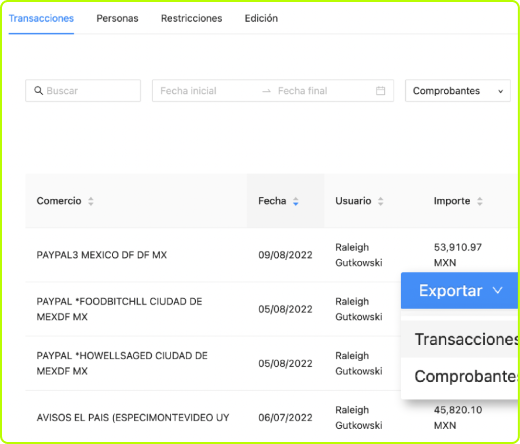 Transacciones Personas Restricciones Edición
Buscar Fecha inicial → Fecha final Comprobantes
Comercio Fecha Usuario Importe
PAYPAL3 MEXICO DF DF MX 09/08/2022 Raleigh Gutkowski 53,910.97 MXN
PAYPAL *FOODBITCHLL CIUDAD DE
MEXDF MX 05/08/2022 Raleigh Gutkowski
PAYPAL *HOWELLSAGED CIUDAD DE
MEXDF MX 05/08/2022 Raleigh Gutkowski
AVISOS EL PAIS (ESPECIMONTEVIDEO UY 06/07/2022 Raleigh Gutkowski 45,820.10 MXN
Exportar
Transacciones
Comprobante